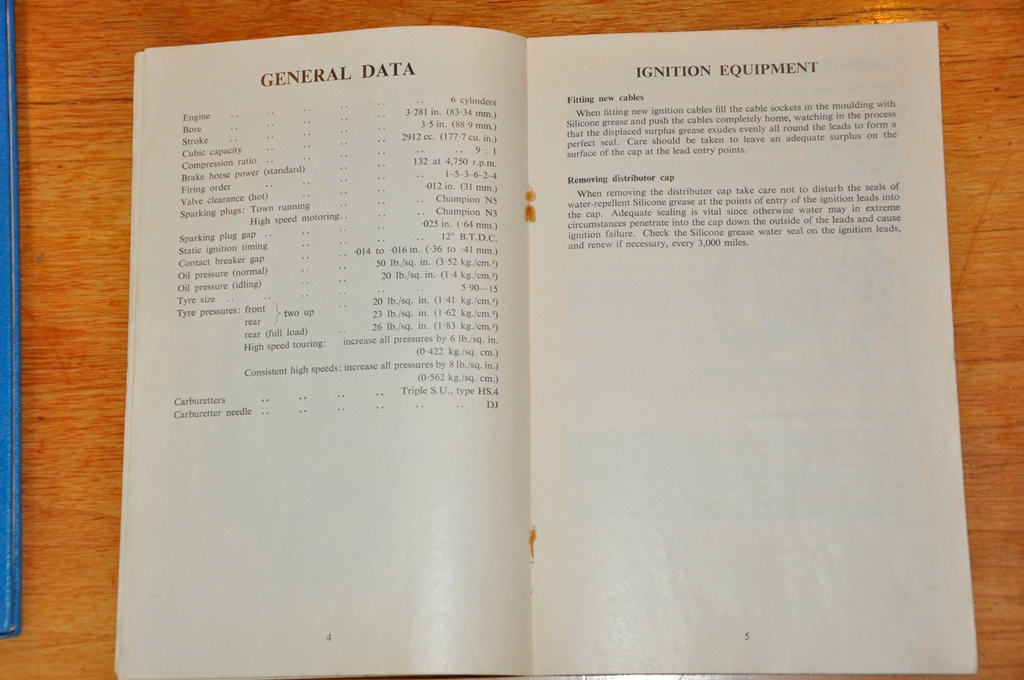 GENERAL DATA
Engine .. .. .. .. .. 6 cylinders
Bore .. .. .. .. 3·281 in. (83·34 mm.)
Stroke .. .. .. .. 3·5 in. (88·9 mm.)
Cubic capacity .. .. .. 2912 cc. (177·7 cu. in.)
Compression ratio .. .. .. .. .. 9 : 1
Brake horse power (standard) .. 132 at 4,750 r.p.m.
Firing order .. .. .. .. 1–5–3–6–2–4
Valve clearance (hot) .. .. ·012 in. (31 mm.)
Sparking plugs: Town running .. .. Champion N5
High speed motoring.. .. Champion N3
Sparking plug gap .. .. .. ·025 in. (·64 mm.)
Static ignition timing .. .. .. 12° B.T.D.C.
Contact breaker gap .. ·014 to ·016 in. (·36 to ·41 mm.)
Oil pressure (normal) .. 50 lb./sq. in. (3·52 kg./cm.²)
Oil pressure (idling) .. 20 lb./sq. in. (1·4 kg./cm.²)
Tyre size .. .. .. .. .. 5·90—15
Tyre pressures: front } two up .. 20 lb./sq. in. (1·41 kg./cm.²)
rear .. 23 lb./sq. in. (1·62 kg./cm.²)
rear (full load) .. 26 lb./sq. in. (1·83 kg./cm.²)
High speed touring: increase all pressures by 6 lb./sq. in.
(0·422 kg./sq. cm.)
Consistent high speeds: increase all pressures by 8 lb./sq. in.)
(0·562 kg./sq. cm.)
Carburetters .. .. .. .. Triple S.U., type HS.4
Carburetter needle .. .. .. .. .. DJ
4
IGNITION EQUIPMENT
Fitting new cables
When fitting new ignition cables fill the cable sockets in the moulding with
Silicone grease and push the cables completely home, watching in the process
that the displaced surplus grease exudes evenly all round the leads to form a
perfect seal. Care should be taken to leave an adequate surplus on the
surface of the cap at the lead entry points.
Removing distributor cap
When removing the distributor cap take care not to disturb the seals of
water-repellent Silicone grease at the points of entry of the ignition leads into
the cap. Adequate sealing is vital since otherwise water may in extreme
circumstances penetrate into the cap down the outside of the leads and cause
ignition failure. Check the Silicone grease water seal on the ignition leads,
and renew if necessary, every 3,000 miles.
5